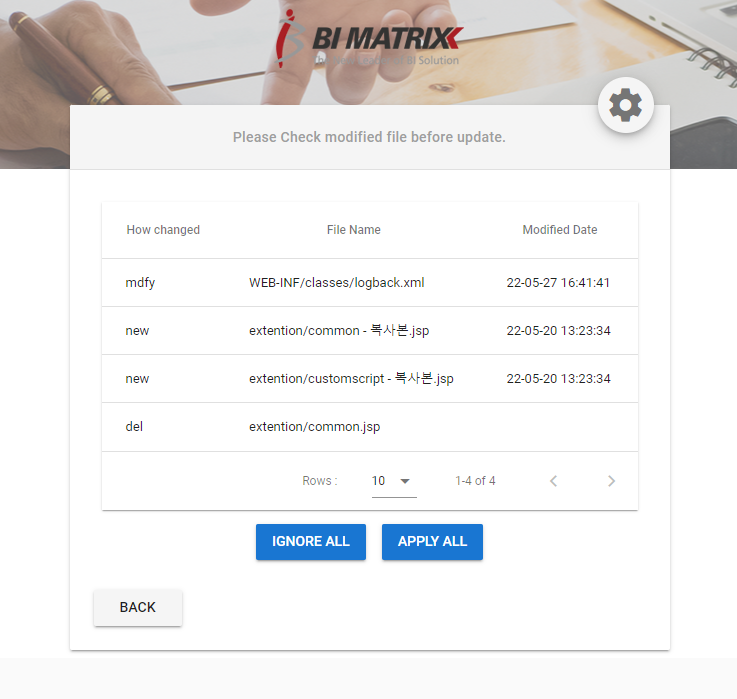 BI MATRIX
BI Solution
Please Check modified file before update.
How changed File Name Modified Date
mdfy WEB-INF/classes/logback.xml 22-05-27 16:41:41
new extention/common - 복사본.jsp 22-05-20 13:23:34
new extention/customscript - 복사본.jsp 22-05-20 13:23:34
del extention/common.jsp
Rows : 10 1-4 of 4
IGNORE ALL APPLY ALL
BACK